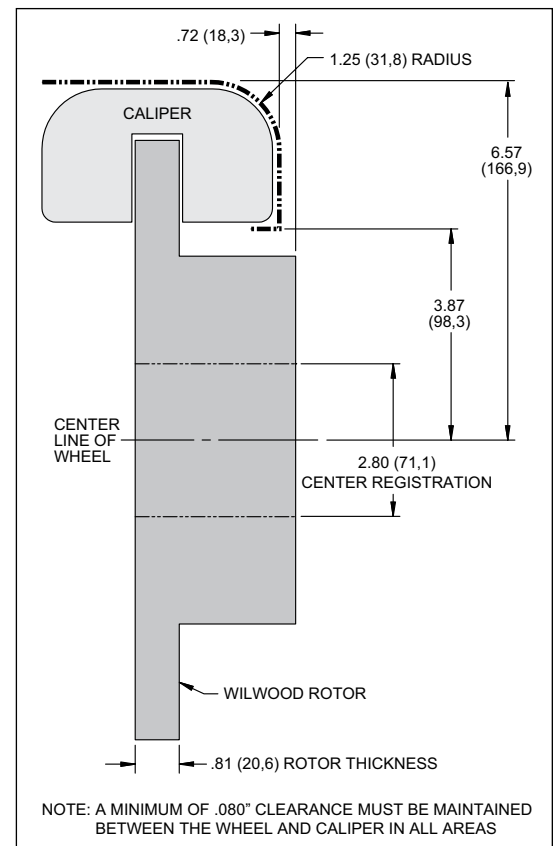 .72 (18,3)
1.25 (31,8) RADIUS
CALIPER
6.57
(166,9)
3.87
(98,3)
CENTER
LINE OF
WHEEL
2.80 (71,1)
CENTER REGISTRATION
WILWOOD ROTOR
.81 (20,6) ROTOR THICKNESS
NOTE: A MINIMUM OF .080" CLEARANCE MUST BE MAINTAINED
BETWEEN THE WHEEL AND CALIPER IN ALL AREAS